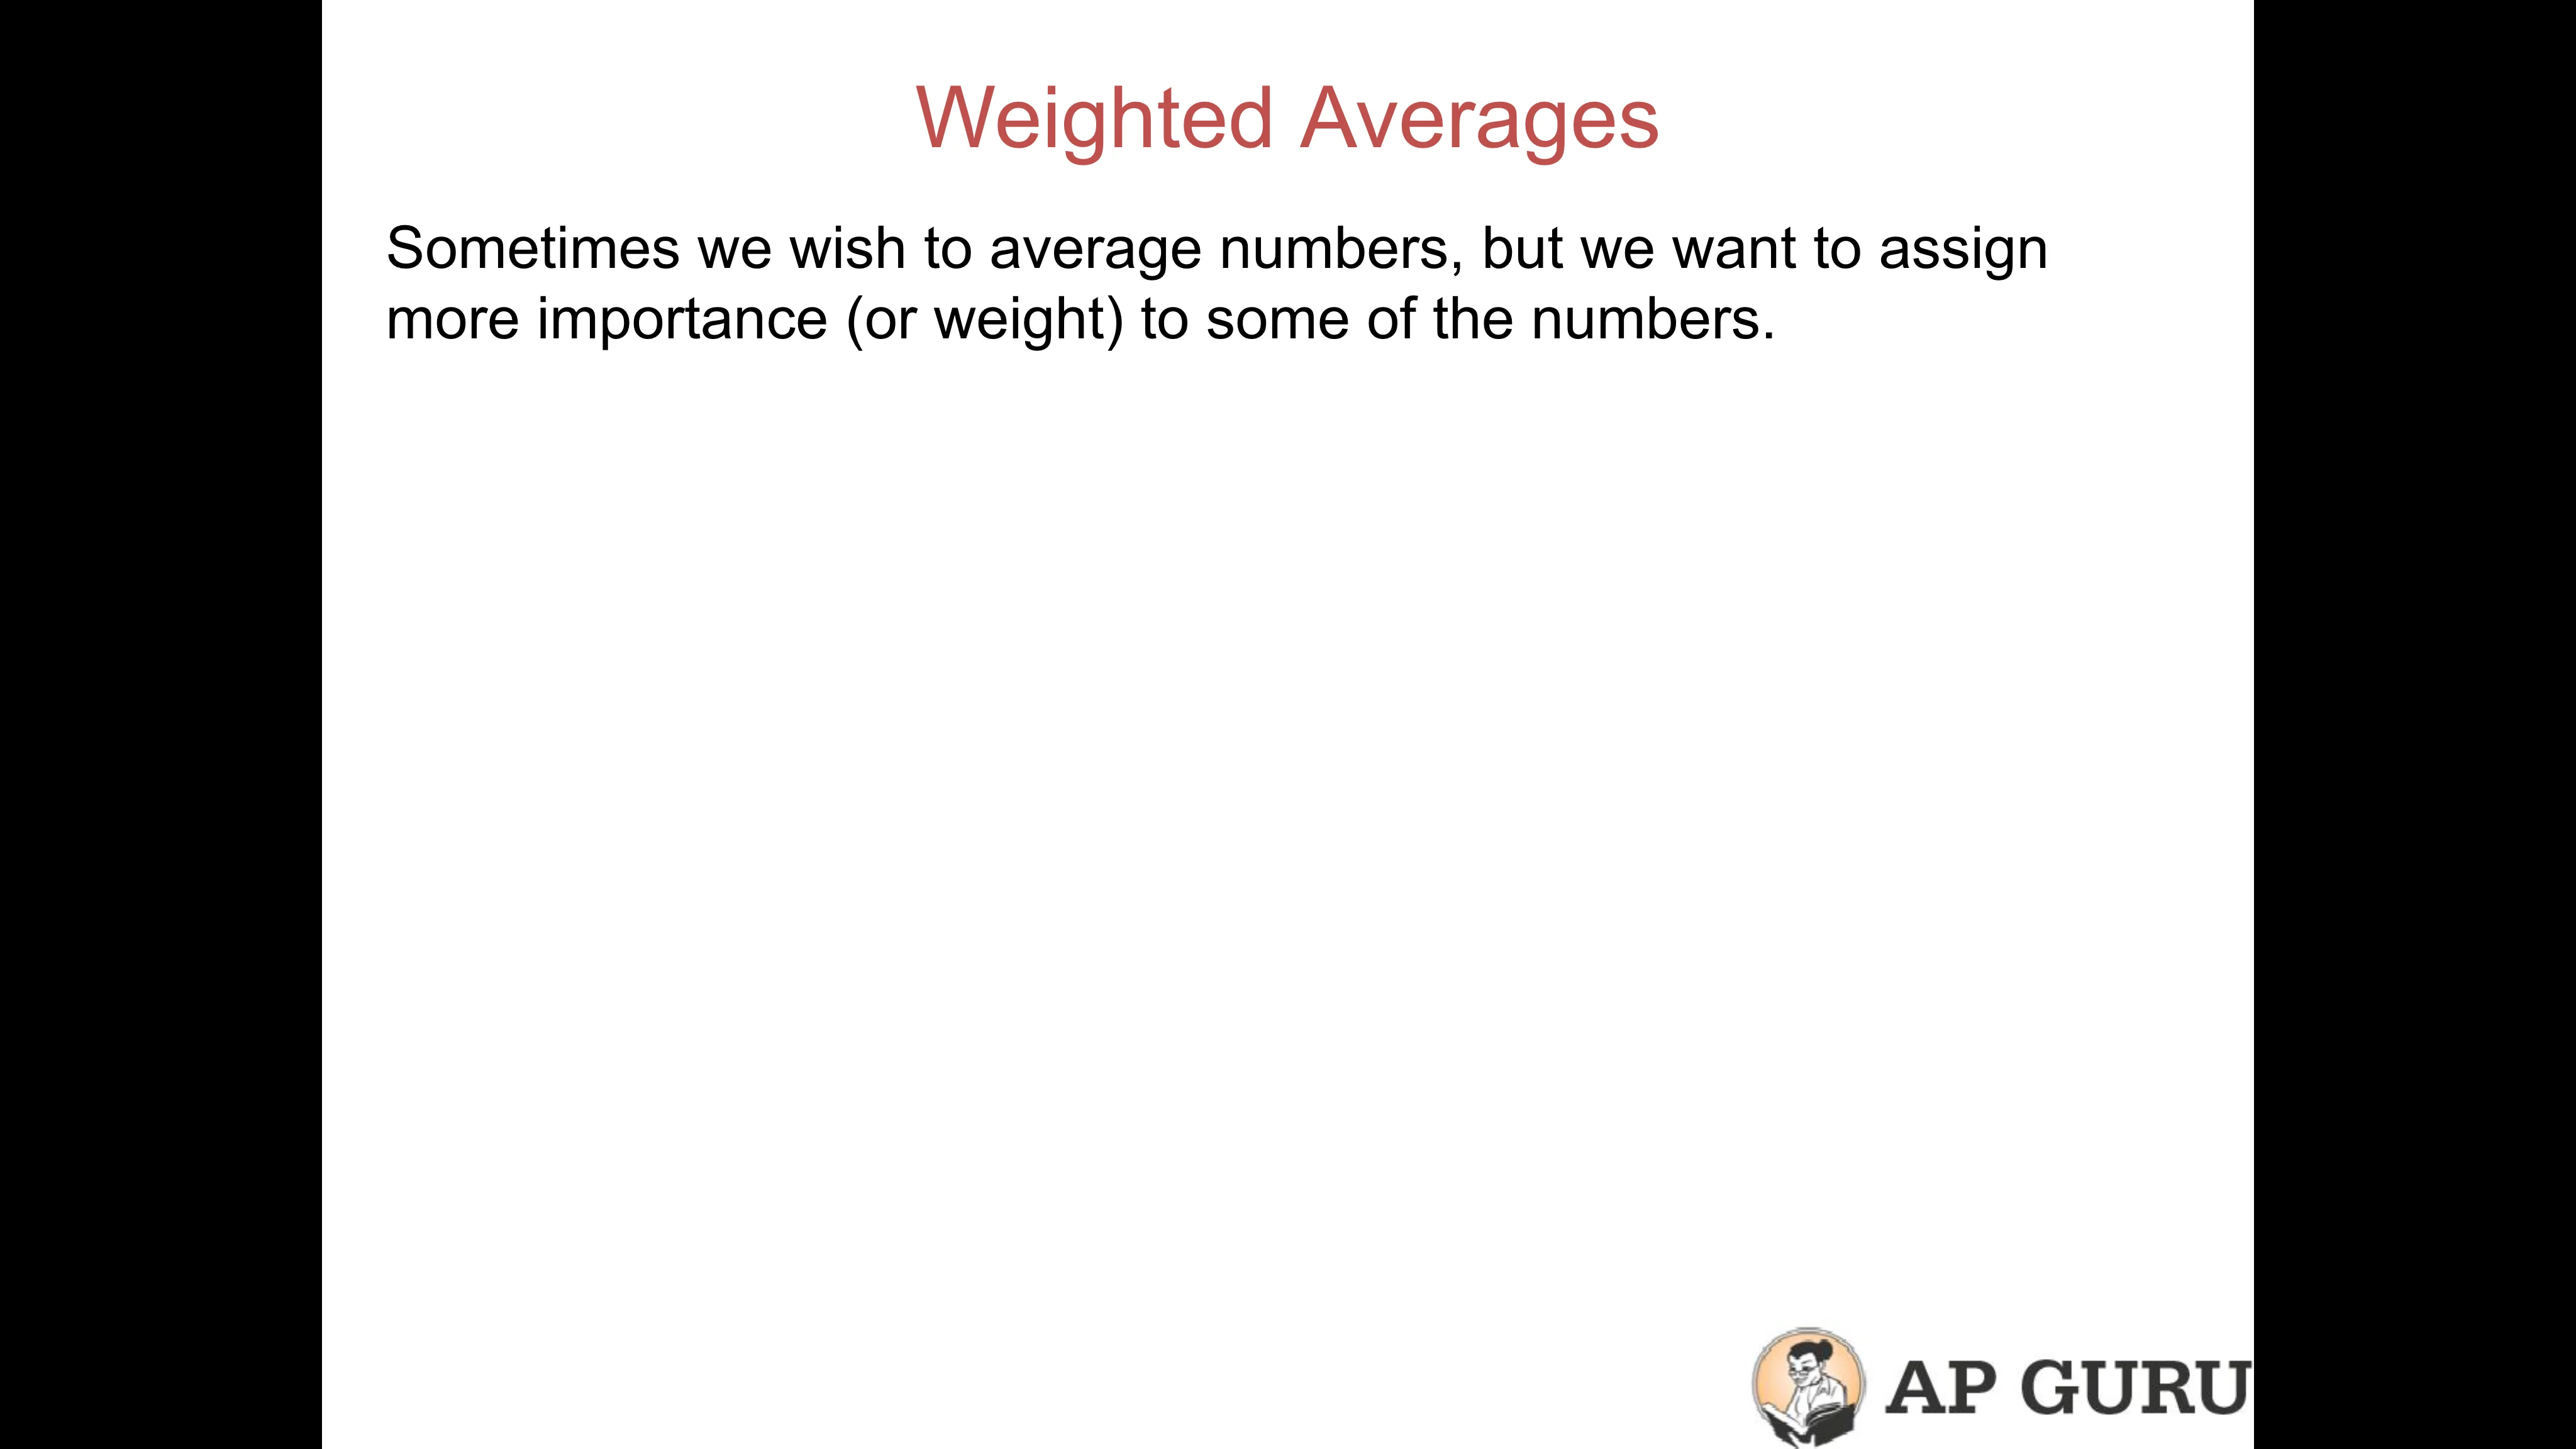 Weighted Averages
Sometimes we wish to average numbers, but we want to assign
more importance (or weight) to some of the numbers.
AP GURU